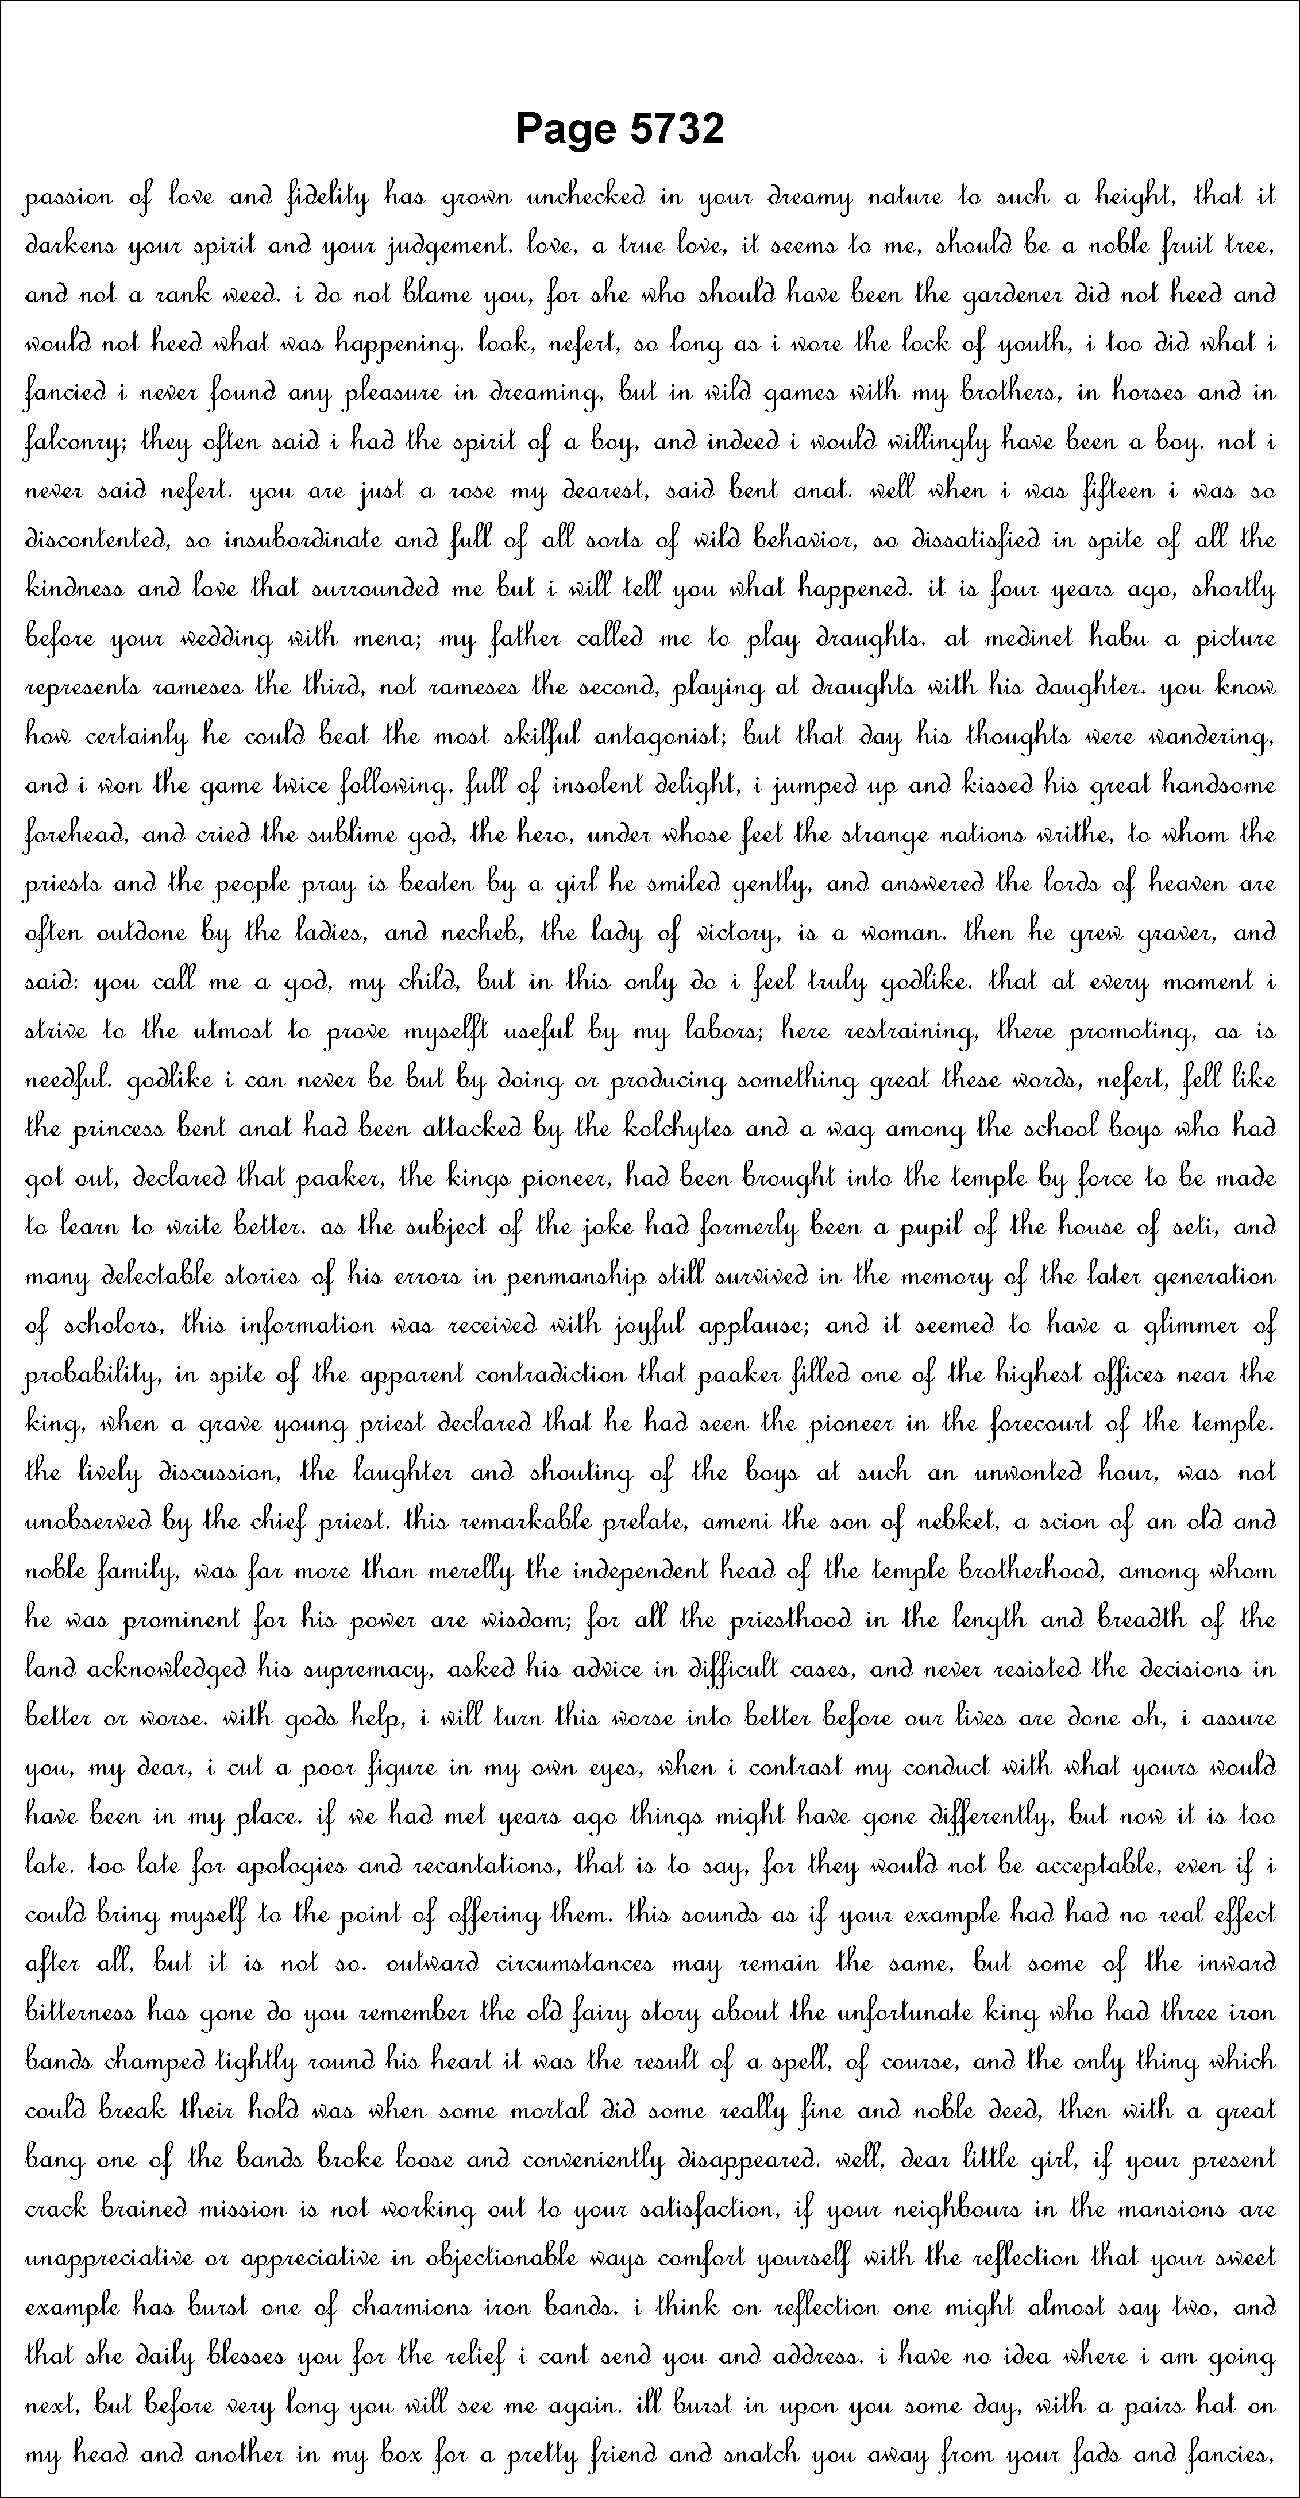 Page 5732
passion of love and fidelity has grown unchecked in your dreamy nature to such a height, that it
darkens your spirit and your judgement. love, a true love, it seems to me, should be a noble fruit tree,
and not a rank weed. i do not blame you, for she who should have been the gardener did not heed and
would not heed what was happening. look, nefert, so long as i wore the lock of youth, i too did what i
fancied i never found any pleasure in dreaming, but in wild games with my brothers, in horses and in
falconry; they often said i had the spirit of a boy, and indeed i would willingly have been a boy. not i
never said nefert. you are just a rose my dearest, said bent anat. well when i was fifteen i was so
discontented, so insubordinate and full of all sorts of wild behavior, so dissatisfied in spite of all the
kindness and love that surrounded me but i will tell you what happened. it is four years ago, shortly
before your wedding with mena; my father called me to play draughts. at medinet habu a picture
represents rameses the third, not rameses the second, playing at draughts with his daughter. you know
how certainly he could beat the most skilful antagonist; but that day his thoughts were wandering,
and i won the game twice following. full of insolent delight, i jumped up and kissed his great handsome
forehead, and cried the sublime god, the hero, under whose feet the strange nations writhe, to whom the
priests and the people pray is beaten by a girl he smiled gently, and answered the lords of heaven are
often outdone by the ladies, and necheb, the lady of victory, is a woman. then he grew graver, and
said: you call me a god, my child, but in this only do i feel truly godlike. that at every moment i
strive to the utmost to prove myselft useful by my labors; here restraining, there promoting, as is
needful. godlike i can never be but by doing or producing something great these words, nefert, fell like
the princess bent anat had been attacked by the kolchytes and a wag among the school boys who had
got out, declared that paaker, the kings pioneer, had been brought into the temple by force to be made
to learn to write better. as the subject of the joke had formerly been a pupil of the house of seti, and
many delectable stories of his errors in penmanship still survived in the memory of the later generation
of scholors, this information was received with joyful applause; and it seemed to have a glimmer of
probability, in spite of the apparent contradiction that paaker filled one of the highest offices near the
king, when a grave young priest declared that he had seen the pioneer in the forecourt of the temple.
the lively discussion, the laughter and shouting of the boys at such an unwonted hour, was not
unobserved by the chief priest. this remarkable prelate, ameni the son of nebket, a scion of an old and
noble family, was far more than merelly the independent head of the temple brotherhood, among whom
he was prominent for his power are wisdom; for all the priesthood in the length and breadth of the
land acknowledged his supremacy, asked his advice in difficult cases, and never resisted the decisions in
better or worse. with gods help, i will turn this worse into better before our lives are done oh, i assure
you, my dear, i cut a poor figure in my own eyes, when i contrast my conduct with what yours would
have been in my place. if we had met years ago things might have gone differently, but now it is too
late. too late for apologies and recantations, that is to say, for they would not be acceptable, even if i
could bring myself to the point of offering them. this sounds as if your example had had no real effect
after all, but it is not so. outward circumstances may remain the same, but some of the inward
bitterness has gone do you remember the old fairy story about the unfortunate king who had three iron
bands champed tightly round his heart it was the result of a spell, of course, and the only thing which
could break their hold was when some mortal did some really fine and noble deed, then with a great
bang one of the bands broke loose and conveniently disappeared. well, dear little girl, if your present
crack brained mission is not working out to your satisfaction, if your neighbours in the mansions are
unappreciative or appreciative in objectionable ways comfort yourself with the reflection that your sweet
example has burst one of charmions iron bands. i think on reflection one might almost say two, and
that she daily blesses you for the relief i cant send you and address. i have no idea where i am going
next, but before very long you will see me again. ill burst in upon you some day, with a pairs hat on
my head and another in my box for a pretty friend and snatch you away from your fads and fancies,